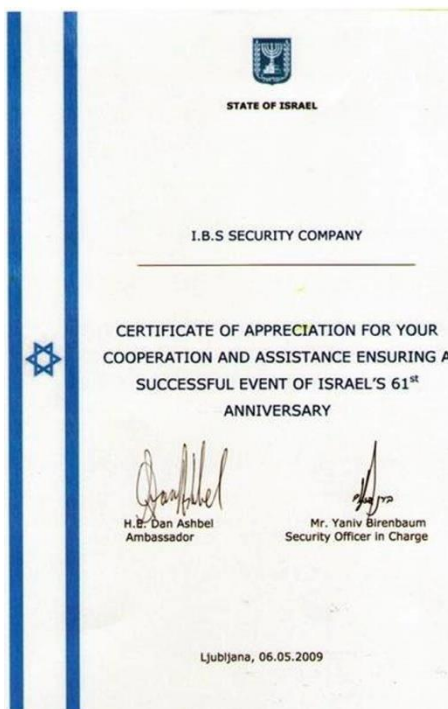 STATE OF ISRAEL
I.B.S SECURITY COMPANY
CERTIFICATE OF APPRECIATION FOR YOUR
COOPERATION AND ASSISTANCE ENSURING A
SUCCESSFUL EVENT OF ISRAEL'S 61st
ANNIVERSARY
H.E. Dan Ashbel
Ambassador
Mr. Yaniv Birenbaum
Security Officer in Charge
Ljubljana, 06.05.2009